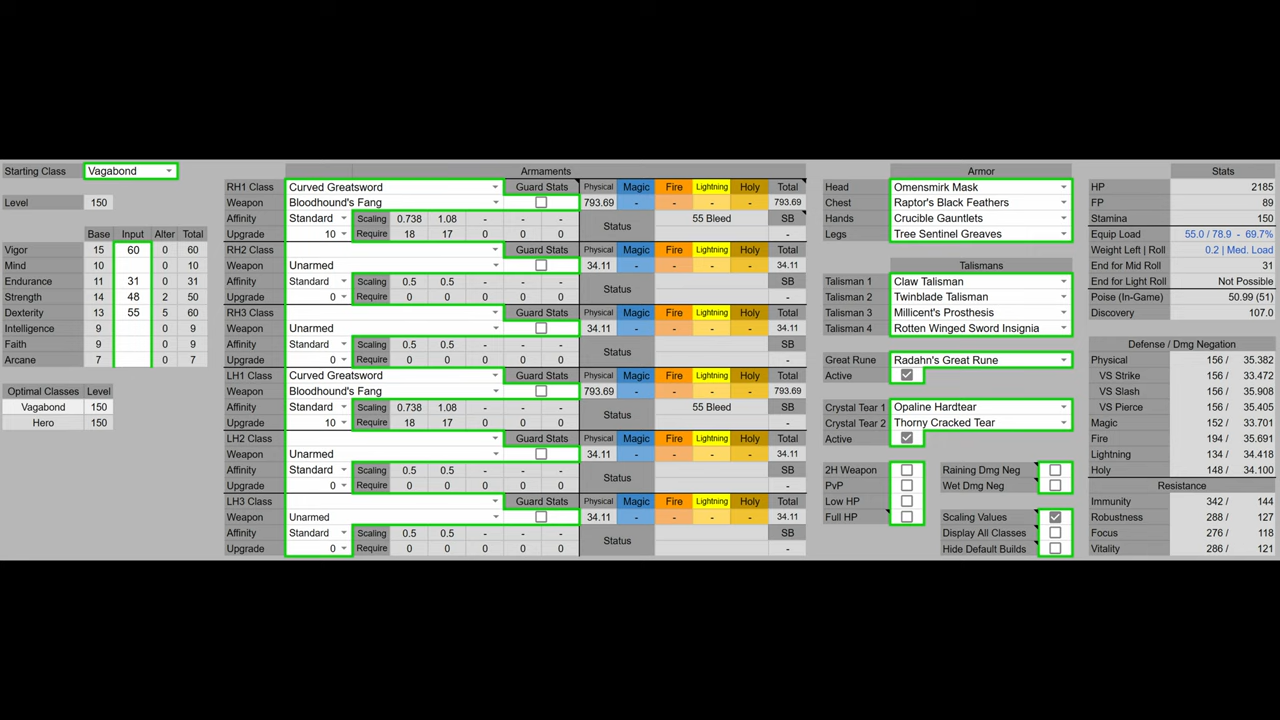 Starting Class Vagabond
Level 150
Base Input Alter Total
Vigor 15 60 0 60
Mind 10 0 10
Endurance 11 31 0 31
Strength 14 48 2 50
Dexterity 13 55 5 60
Intelligence 9 0 9
Faith 9 0 9
Arcane 7 0 7
Optimal Classes Level
Vagabond 150
Hero 150
Armaments
RH1 Class Curved Greatsword Guard Stats Physical Magic Fire Lightning Holy Total
Weapon Bloodhound's Fang 793.69 - - - - 793.69
Affinity Standard Scaling 0.738 1.08 - - - Status 55 Bleed SB
Upgrade 10 Require 18 17 0 0 0 -
RH2 Class Guard Stats Physical Magic Fire Lightning Holy Total
Weapon Unarmed 34.11 - - - - 34.11
Affinity Standard Scaling 0.5 0.5 - - - Status SB
Upgrade 0 Require 0 0 0 0 0 -
RH3 Class Guard Stats Physical Magic Fire Lightning Holy Total
Weapon Unarmed 34.11 - - - - 34.11
Affinity Standard Scaling 0.5 0.5 - - - Status SB
Upgrade 0 Require 0 0 0 0 0 -
LH1 Class Curved Greatsword Guard Stats Physical Magic Fire Lightning Holy Total
Weapon Bloodhound's Fang 793.69 - - - - 793.69
Affinity Standard Scaling 0.738 1.08 - - - Status 55 Bleed SB
Upgrade 10 Require 18 17 0 0 0 -
LH2 Class Guard Stats Physical Magic Fire Lightning Holy Total
Weapon Unarmed 34.11 - - - - 34.11
Affinity Standard Scaling 0.5 0.5 - - - Status SB
Upgrade 0 Require 0 0 0 0 0 -
LH3 Class Guard Stats Physical Magic Fire Lightning Holy Total
Weapon Unarmed 34.11 - - - - 34.11
Affinity Standard Scaling 0.5 0.5 - - - Status SB
Upgrade 0 Require 0 0 0 0 0 -
Armor
Head Omensmirk Mask
Chest Raptor's Black Feathers
Hands Crucible Gauntlets
Legs Tree Sentinel Greaves
Talismans
Talisman 1 Claw Talisman
Talisman 2 Twinblade Talisman
Talisman 3 Millicent's Prosthesis
Talisman 4 Rotten Winged Sword Insignia
Great Rune Radahn's Great Rune
Active
Crystal Tear 1 Opaline Hardtear
Crystal Tear 2 Thorny Cracked Tear
Active
2H Weapon Raining Dmg Neg
PvP Wet Dmg Neg
Low HP
Full HP Scaling Values
Display All Classes
Hide Default Builds
Stats
HP 2185
FP 89
Stamina 150
Equip Load 55.0 / 78.9 - 69.7%
Weight Left | Roll 0.2 | Med. Load
End for Mid Roll 31
End for Light Roll Not Possible
Poise (In-Game) 50.99 (51)
Discovery 107.0
Defense / Dmg Negation
Physical 156 / 35.382
VS Strike 156 / 33.472
VS Slash 156 / 35.908
VS Pierce 156 / 35.405
Magic 152 / 33.701
Fire 194 / 35.691
Lightning 134 / 34.418
Holy 148 / 34.100
Resistance
Immunity 342 / 144
Robustness 288 / 127
Focus 276 / 118
Vitality 286 / 121